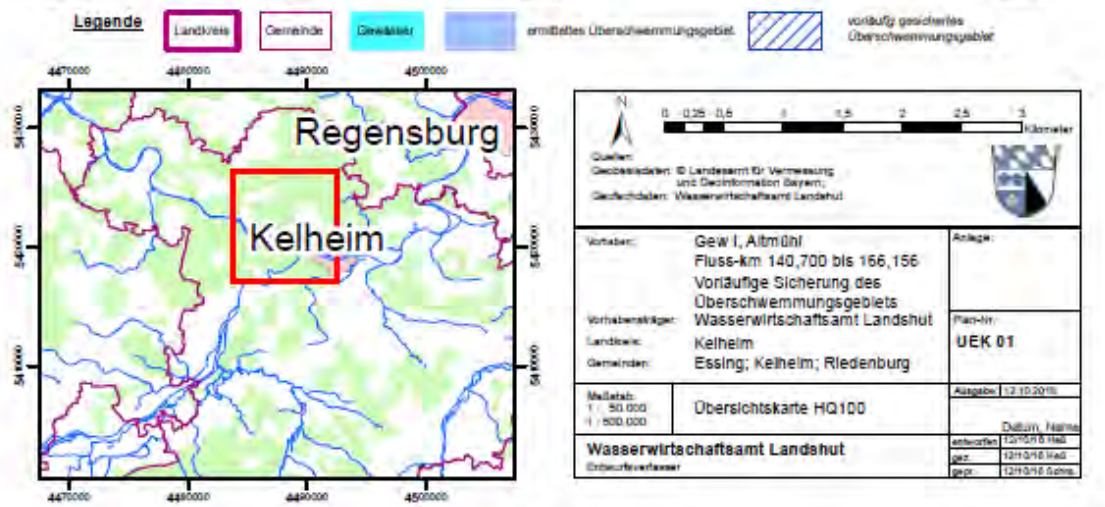 Legende
Landkreis
Gemeinde
Gewässer
ermitteltes Überschwemmungsgebiet
vorläufig gesichertes
Überschwemmungsgebiet
4470000 4480000 4490000 4500000
Regensburg
Kelheim
4470000 4480000 4490000 4500000
N
0 0,25 0,5 1 1,5 2 2,5 3
Kilometer
Quellen:
Geobasisdaten: © Landesamt für Vermessung
und Geoinformation Bayern;
Geofachdaten: Wasserwirtschaftsamt Landshut
Vorhaben: Gew I, Altmühl
Fluss-km 140,700 bis 166,156
Vorläufige Sicherung des
Überschwemmungsgebiets
Vorhabensträger: Wasserwirtschaftsamt Landshut
Landkreis: Kelheim
Gemeinden: Essing; Kelheim; Riedenburg
Anlage:
Plan-Nr.
UEK 01
Maßstab:
1 : 50.000
1 : 500.000
Übersichtskarte HQ100
Ausgabe
Datum, Name
Wasserwirtschaftsamt Landshut
Entwurfsverfasser
entworfen
gez.
gepr.